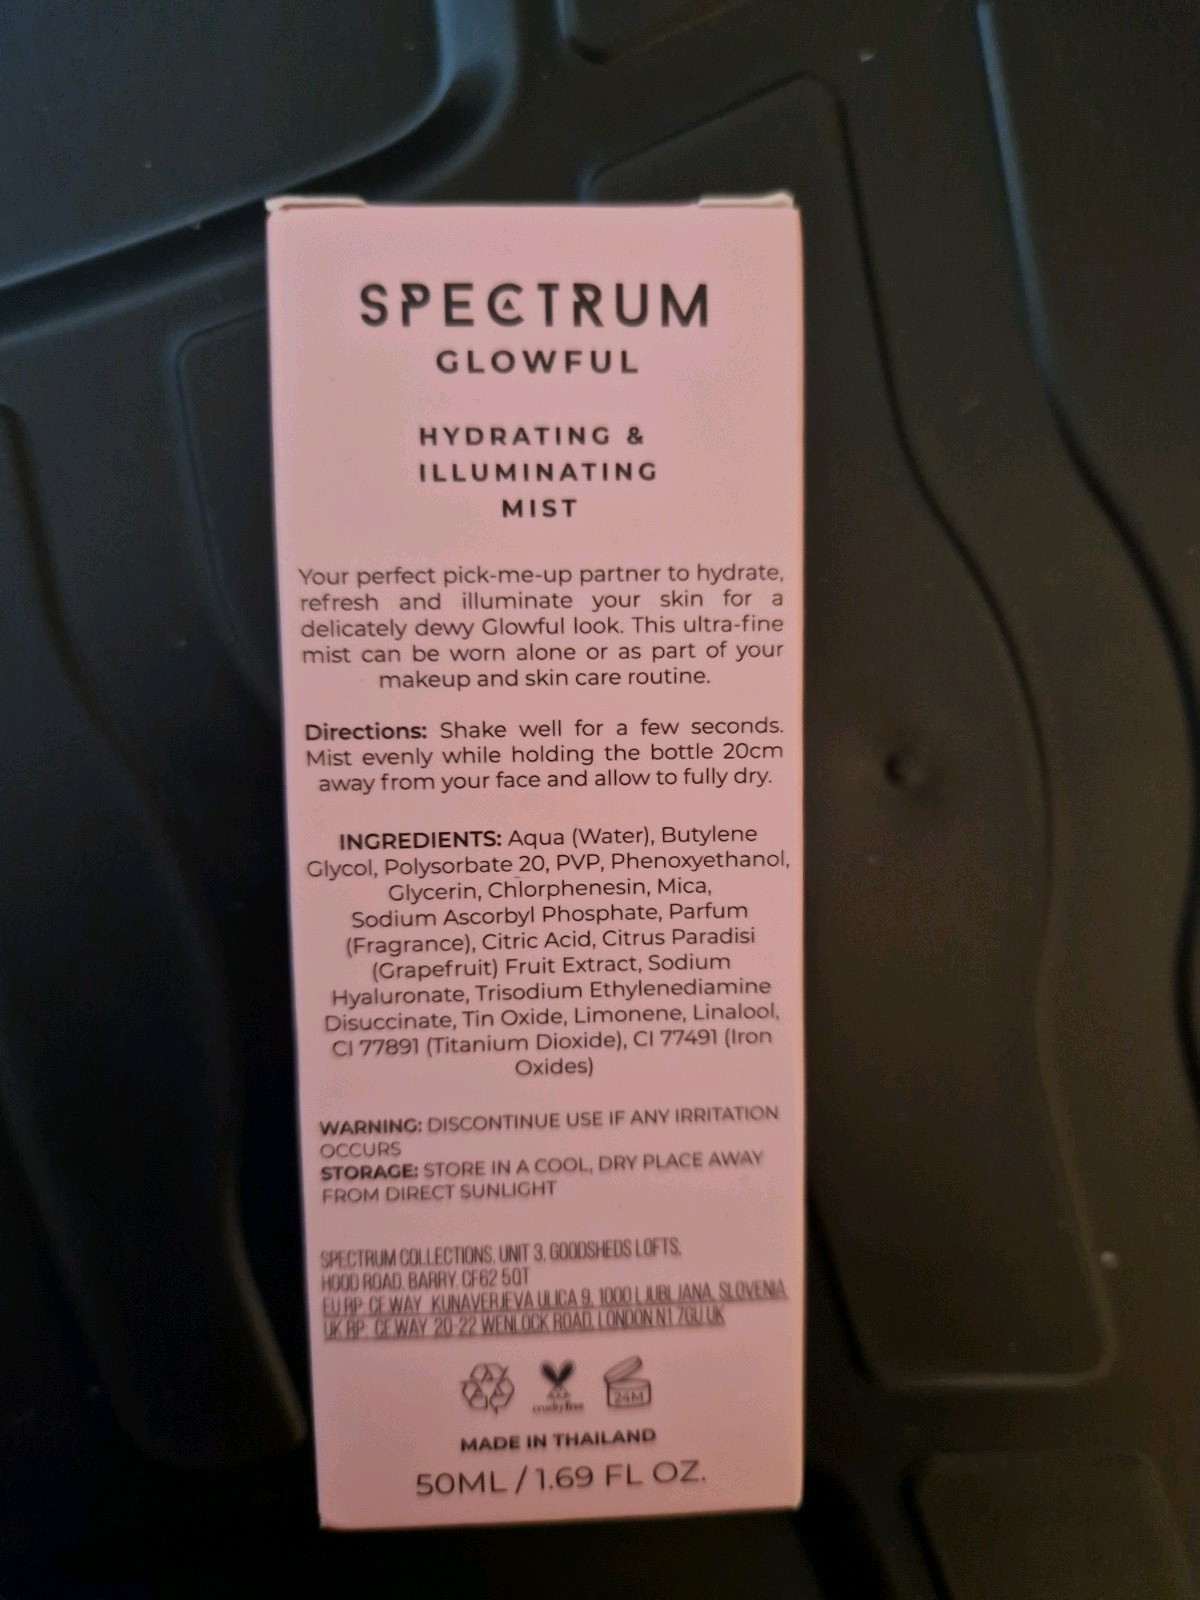 SPECTRUM
GLOWFUL
HYDRATING &
ILLUMINATING
MIST
Your perfect pick-me-up partner to hydrate,
refresh and illuminate your skin for a
delicately dewy Glowful look. This ultra-fine
mist can be worn alone or as part of your
makeup and skin care routine.
Directions: Shake well for a few seconds.
Mist evenly while holding the bottle 20cm
away from your face and allow to fully dry.
INGREDIENTS: Aqua (Water), Butylene
Glycol, Polysorbate 20, PVP, Phenoxyethanol,
Glycerin, Chlorphenesin, Mica,
Sodium Ascorbyl Phosphate, Parfum
(Fragrance), Citric Acid, Citrus Paradisi
(Grapefruit) Fruit Extract, Sodium
Hyaluronate, Trisodium Ethylenediamine
Disuccinate, Tin Oxide, Limonene, Linalool,
CI 77891 (Titanium Dioxide), CI 77491 (Iron
Oxides)
WARNING: DISCONTINUE USE IF ANY IRRITATION
OCCURS
STORAGE: STORE IN A COOL, DRY PLACE AWAY
FROM DIRECT SUNLIGHT
SPECTRUM COLLECTIONS, UNIT 3, GOODSHEDS LOFTS,
HOOD ROAD, BARRY, CF62 5QT
EU RP: CE.WAY KUNAVERJEVA ULICA 9, 1000 LJUBLJANA, SLOVENIA
UK RP: CE.WAY 20-22 WENLOCK ROAD, LONDON N1 7GU UK
cruelty free
24M
MADE IN THAILAND
50ML / 1.69 FL OZ.